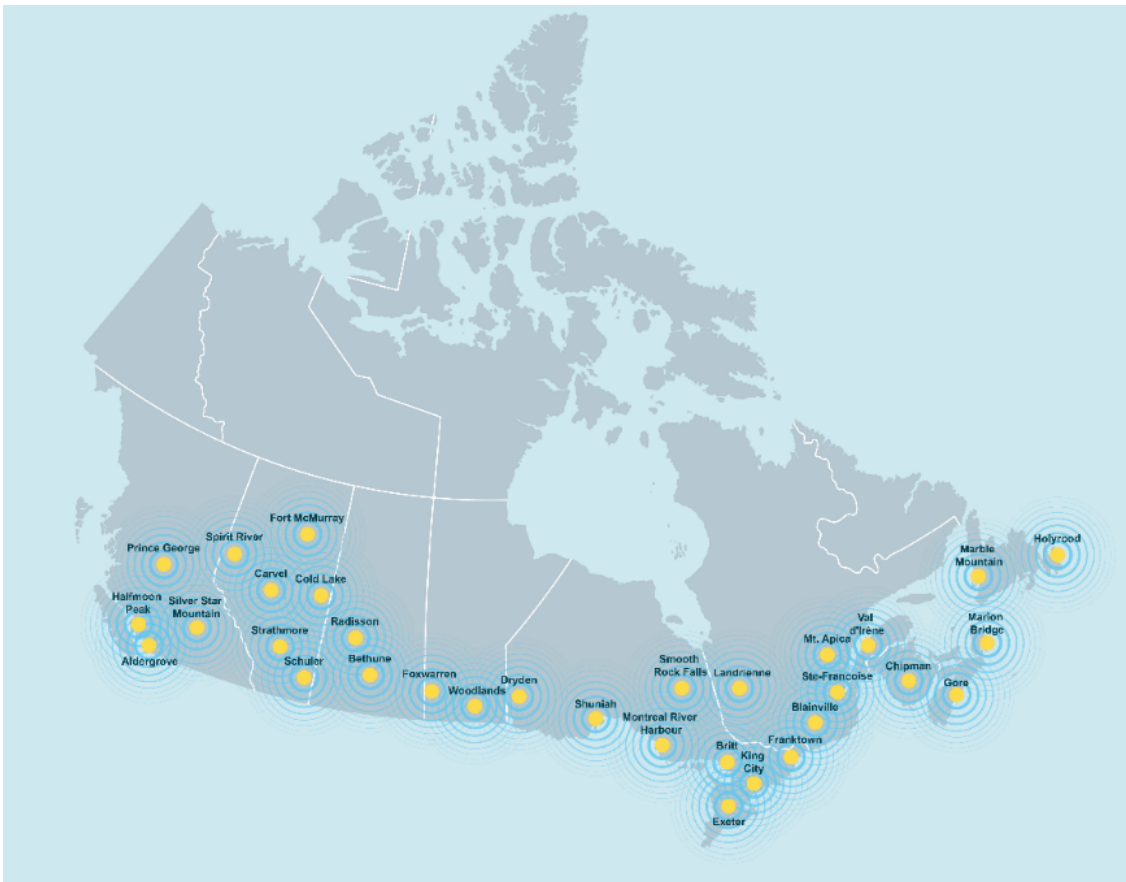 Fort McMurray
Holyrood
Spirit River
Prince George
Marble
Mountain
Carvel
Cold Lake
Halfmoon
Peak
Silver Star
Mountain
Radisson
Val
d'Irène
Marion
Bridge
Strathmore
Mt. Apica
Aldergrove
Schuler
Bethune
Smooth
Rock Falls
Landrienne
Chipman
Foxwarren
Ste-Francoise
Gore
Woodlands
Dryden
Shuniah
Blainville
Montreal River
Harbour
Franktown
Britt
King
City
Exeter